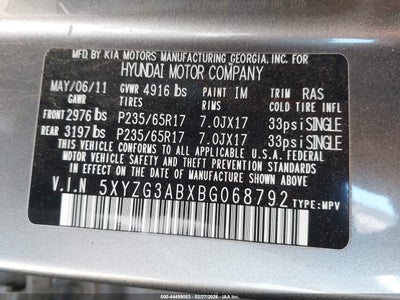 MFD. BY KIA MOTORS MANUFACTURING GEORGIA, INC. FOR
HYUNDAI MOTOR COMPANY
MAY/06/11 GVWR 4916 lbs PAINT IM TRIM RAS
GAWR TIRES COLD TIRE INFL
FRONT 2976 lbs P235/65R17 7.0JX17 33psi SINGLE
REAR 3197 lbs P235/65R17 7.0JX17 33psi SINGLE
THIS VEHICLE CONFORMS TO ALL APPLICABLE U.S.A. FEDERAL
MOTOR VEHICLE SAFETY, BUMPER, AND THEFT PREVENTION
STANDARDS IN EFFECT ON THE DATE OF MANUFACTURE
SHOWN ABOVE.
V.I.N 5XYZG3ABXBG068792 TYPE: MPV
000-44499083 - 02/27/2026 - IAA Inc.